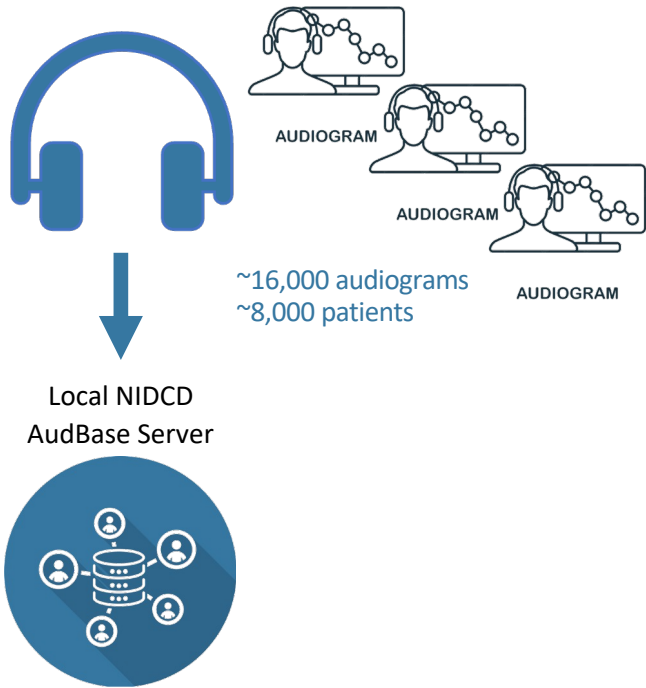 AUDIOGRAM
AUDIOGRAM
AUDIOGRAM
~16,000 audiograms
~8,000 patients
Local NIDCD
AudBase Server